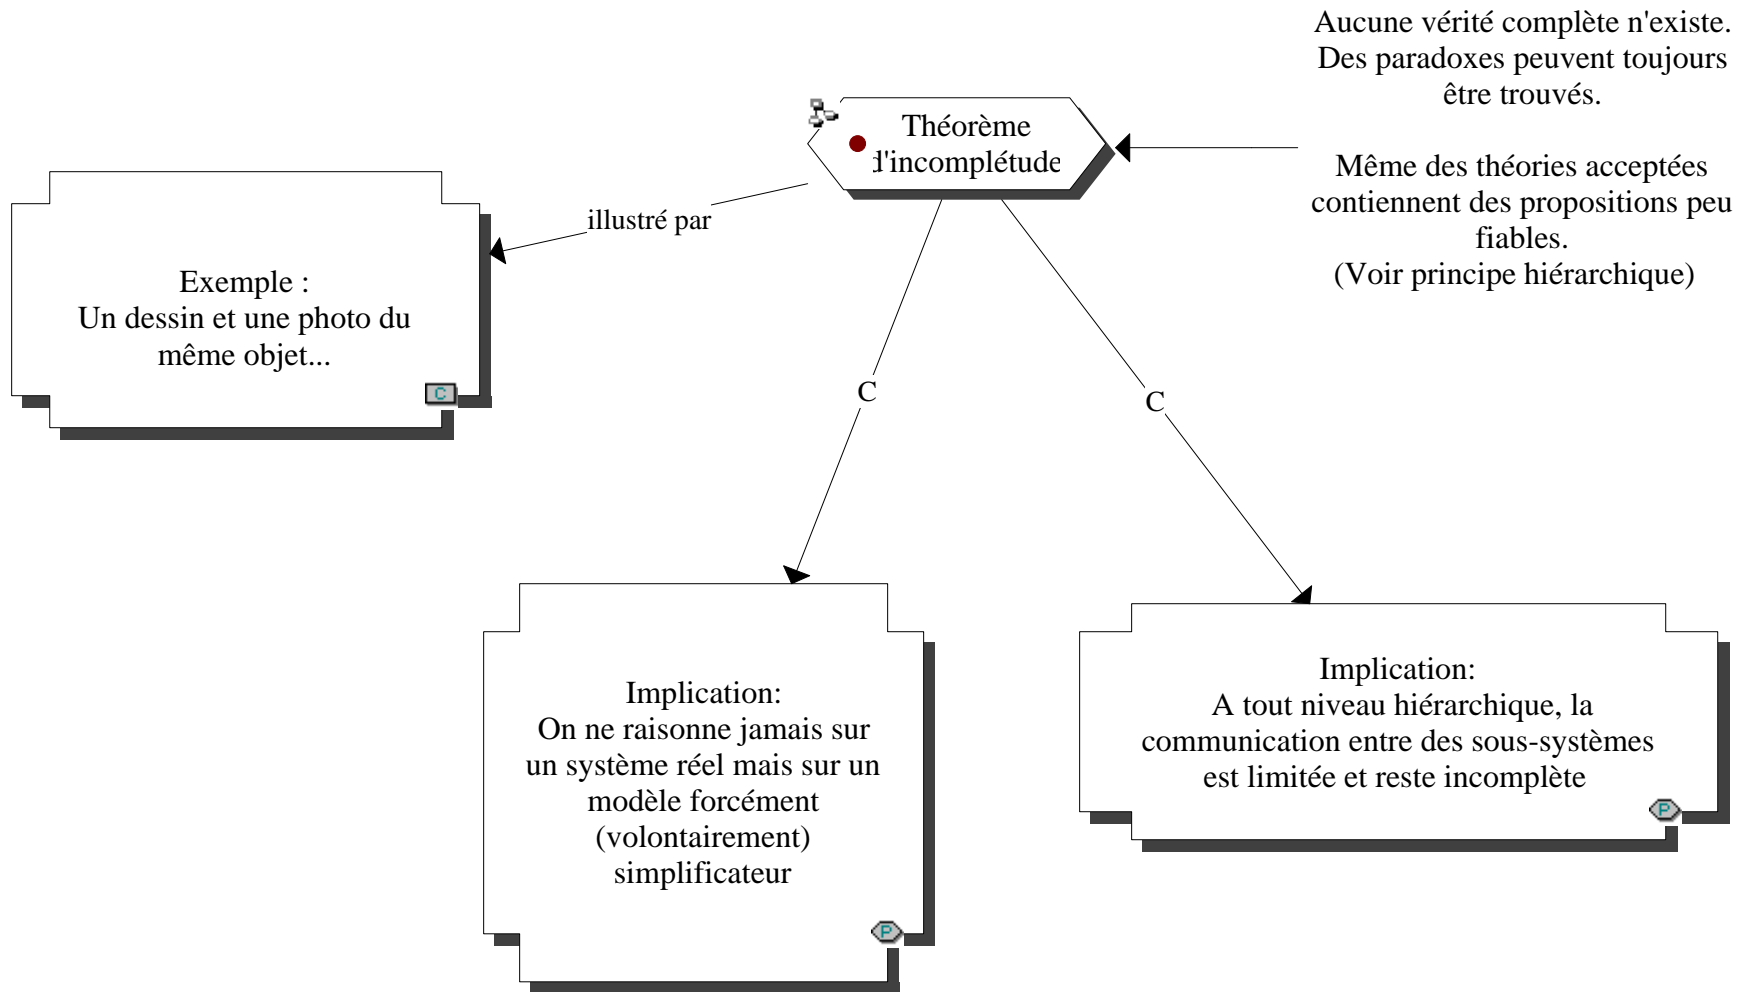 Aucune vérité complète n'existe.
Des paradoxes peuvent toujours
être trouvés.
Même des théories acceptées
contiennent des propositions peu
fiables.
(Voir principe hiérarchique)
Théorème
d'incomplétude
illustré par
Exemple :
Un dessin et une photo du
même objet...
C
C
C
Implication:
On ne raisonne jamais sur
un système réel mais sur un
modèle forcément
(volontairement)
simplificateur
P
Implication:
A tout niveau hiérarchique, la
communication entre des sous-systèmes
est limitée et reste incomplète
P